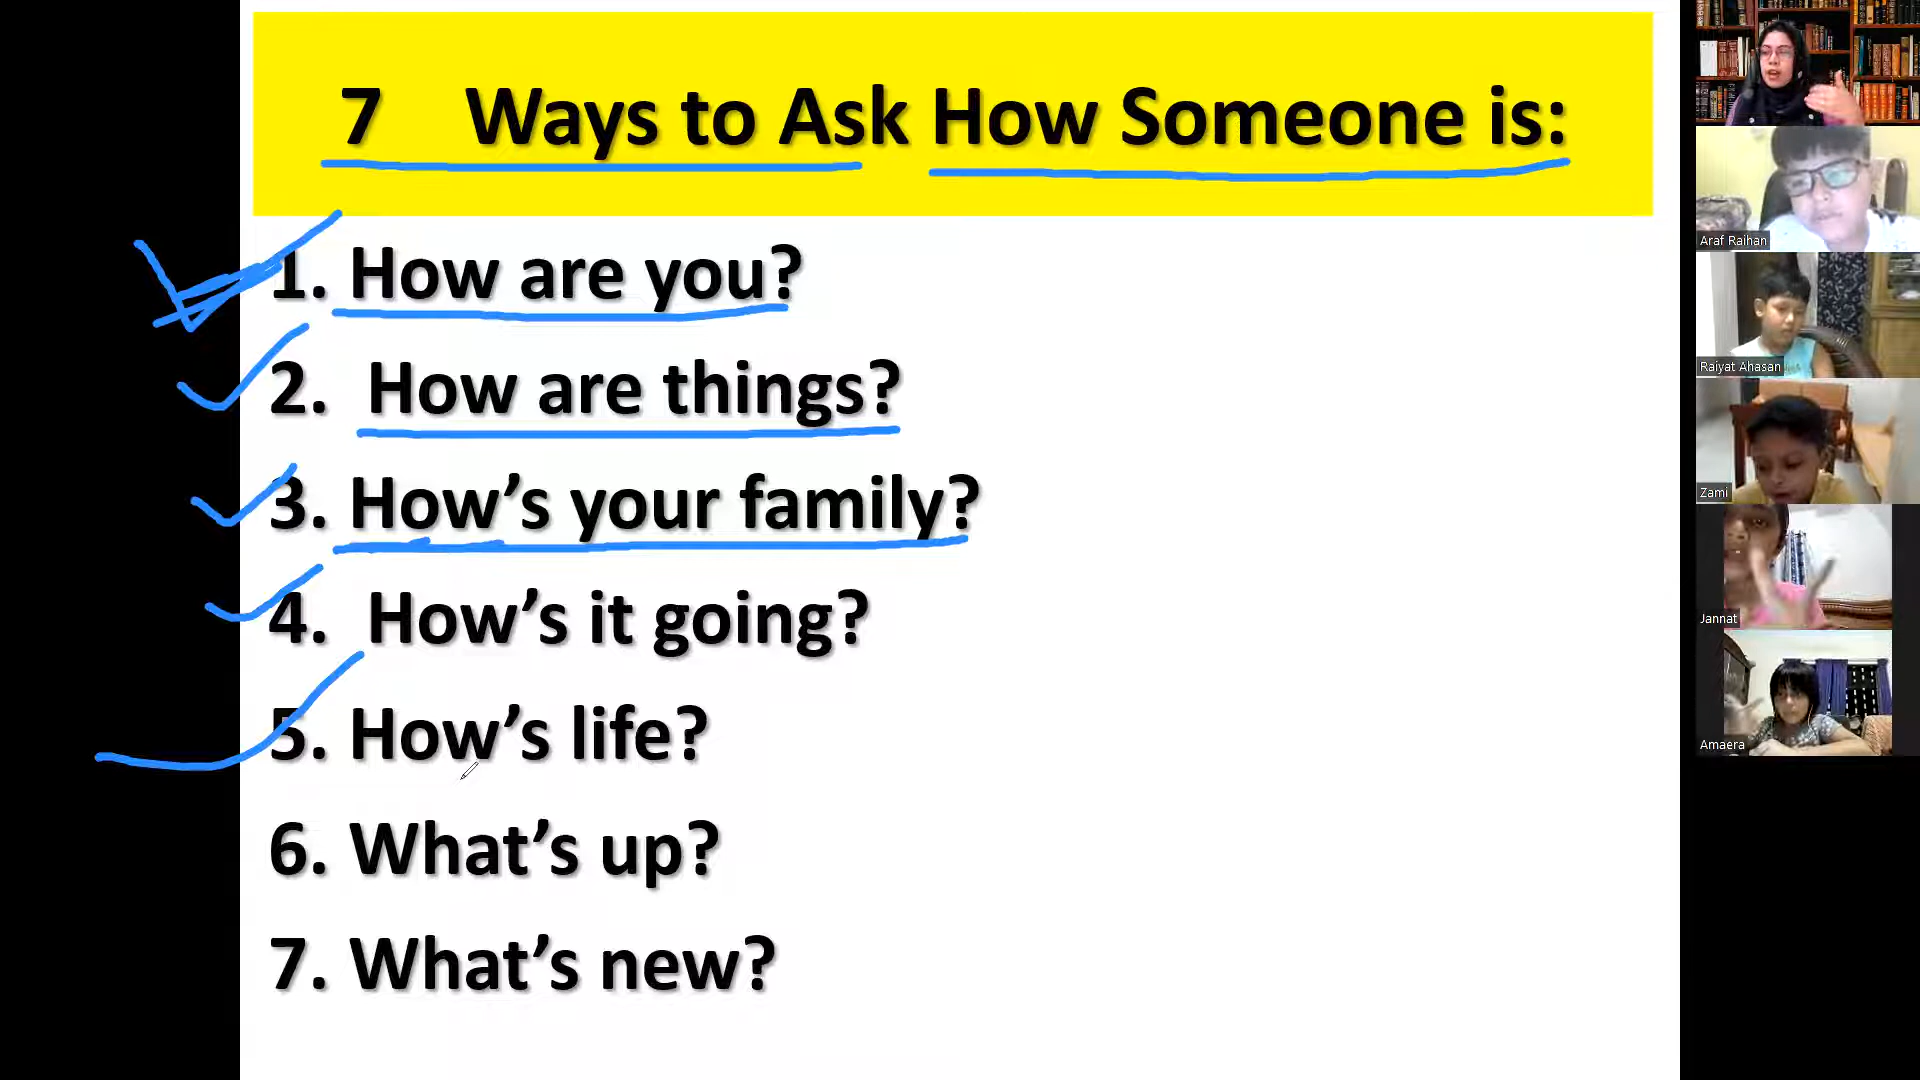 7 Ways to Ask How Someone is:
1. How are you?
2. How are things?
3. How’s your family?
4. How’s it going?
5. How’s life?
6. What’s up?
7. What’s new?
Araf Raihan
Raiyat Ahasan
Zami
Jannat
Amaera